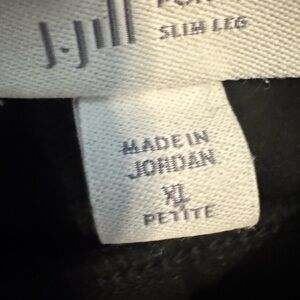 J.Jill
SLIM LEG
MADE IN
JORDAN
XL
PETITE